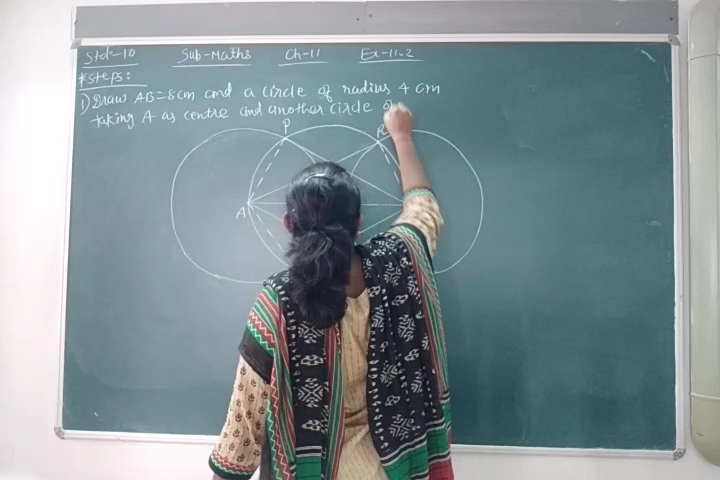 Std-10 Sub-Maths Ch-11 Ex-11.2
*Steps:
1) Draw AB=8cm and a circle of radius 4 cm
taking A as centre and another circle o
P
R
A